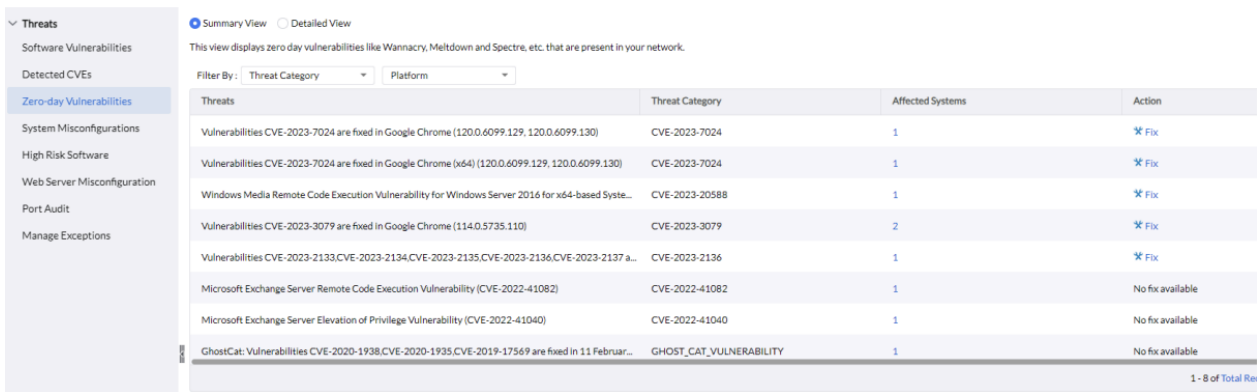 Threats
Software Vulnerabilities
Detected CVEs
Zero-day Vulnerabilities
System Misconfigurations
High Risk Software
Web Server Misconfiguration
Port Audit
Manage Exceptions
Summary View Detailed View
This view displays zero day vulnerabilities like Wannacry, Meltdown and Spectre, etc. that are present in your network.
Filter By : Threat Category Platform
Threats Threat Category Affected Systems Action
Vulnerabilities CVE-2023-7024 are fixed in Google Chrome (120.0.6099.129, 120.0.6099.130) CVE-2023-7024 1 Fix
Vulnerabilities CVE-2023-7024 are fixed in Google Chrome (x64) (120.0.6099.129, 120.0.6099.130) CVE-2023-7024 1 Fix
Windows Media Remote Code Execution Vulnerability for Windows Server 2016 for x64-based Syste... CVE-2023-20588 1 Fix
Vulnerabilities CVE-2023-3079 are fixed in Google Chrome (114.0.5735.110) CVE-2023-3079 2 Fix
Vulnerabilities CVE-2023-2133,CVE-2023-2134,CVE-2023-2135,CVE-2023-2136,CVE-2023-2137 a... CVE-2023-2136 1 Fix
Microsoft Exchange Server Remote Code Execution Vulnerability (CVE-2022-41082) CVE-2022-41082 1 No fix available
Microsoft Exchange Server Elevation of Privilege Vulnerability (CVE-2022-41040) CVE-2022-41040 1 No fix available
GhostCat: Vulnerabilities CVE-2020-1938,CVE-2020-1935,CVE-2019-17569 are fixed in 11 Februar... GHOST_CAT_VULNERABILITY 1 No fix available
1 - 8 of Total Rec